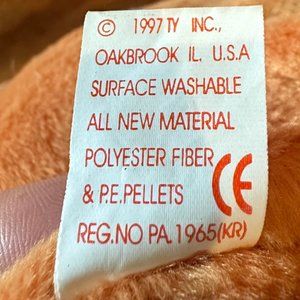 © 1997 TY INC.,
OAKBROOK IL. U.S.A
SURFACE WASHABLE
ALL NEW MATERIAL
POLYESTER FIBER
& P.E. PELLETS
CE
REG.NO PA. 1965(KR)